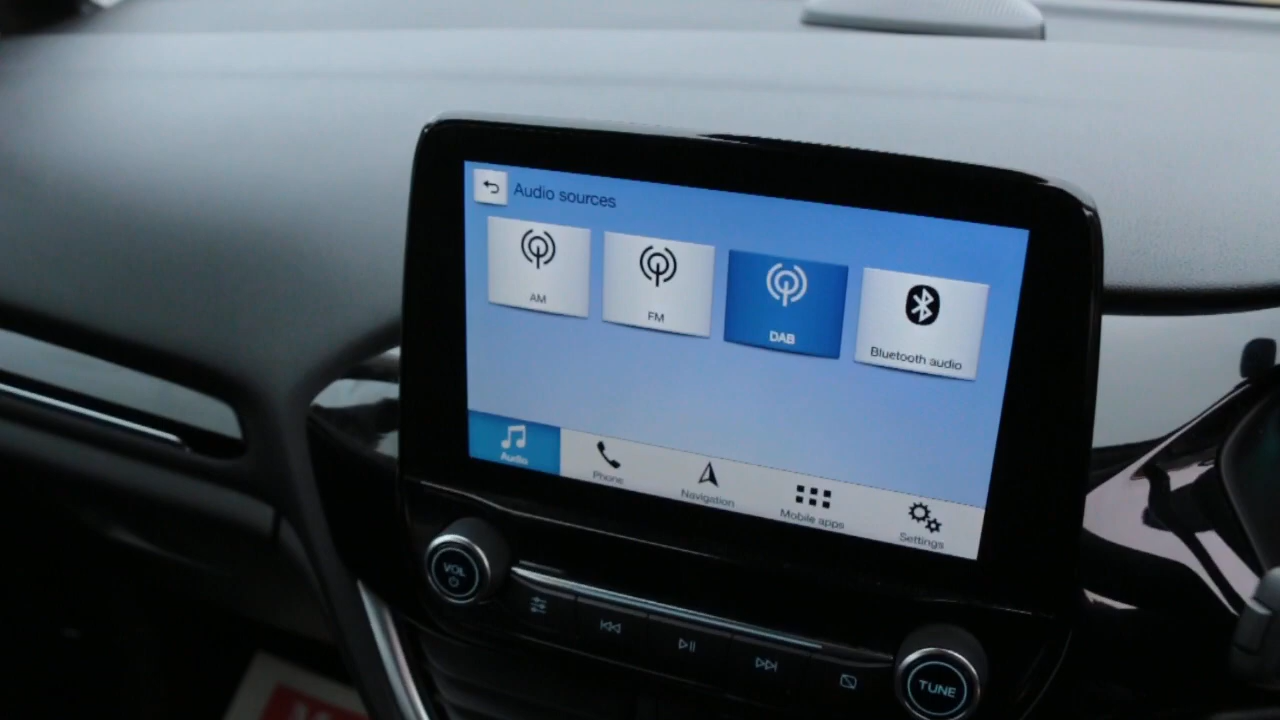 Audio sources
AM
FM
DAB
Bluetooth audio
Audio
Phone
Navigation
Mobile apps
Settings
VOL
TUNE